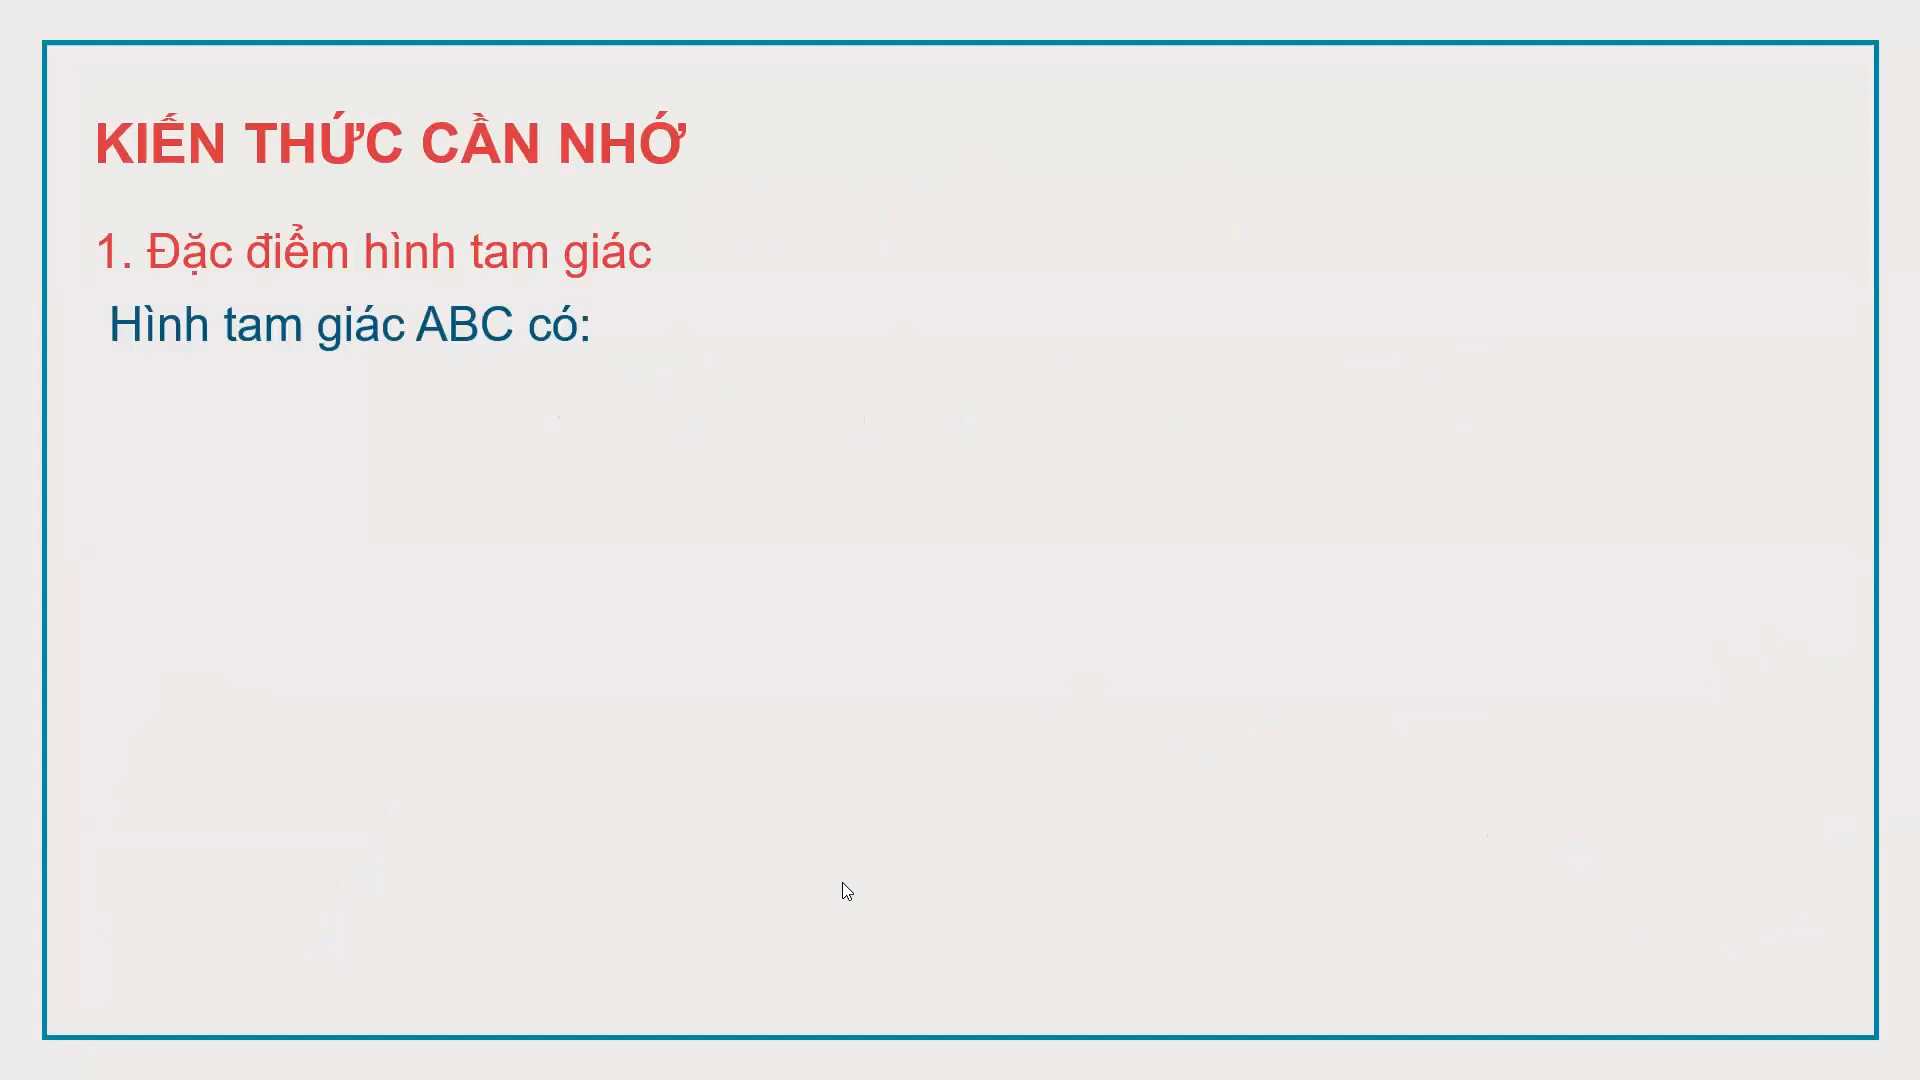 KIẾN THỨC CẦN NHỚ
1. Đặc điểm hình tam giác
Hình tam giác ABC có: